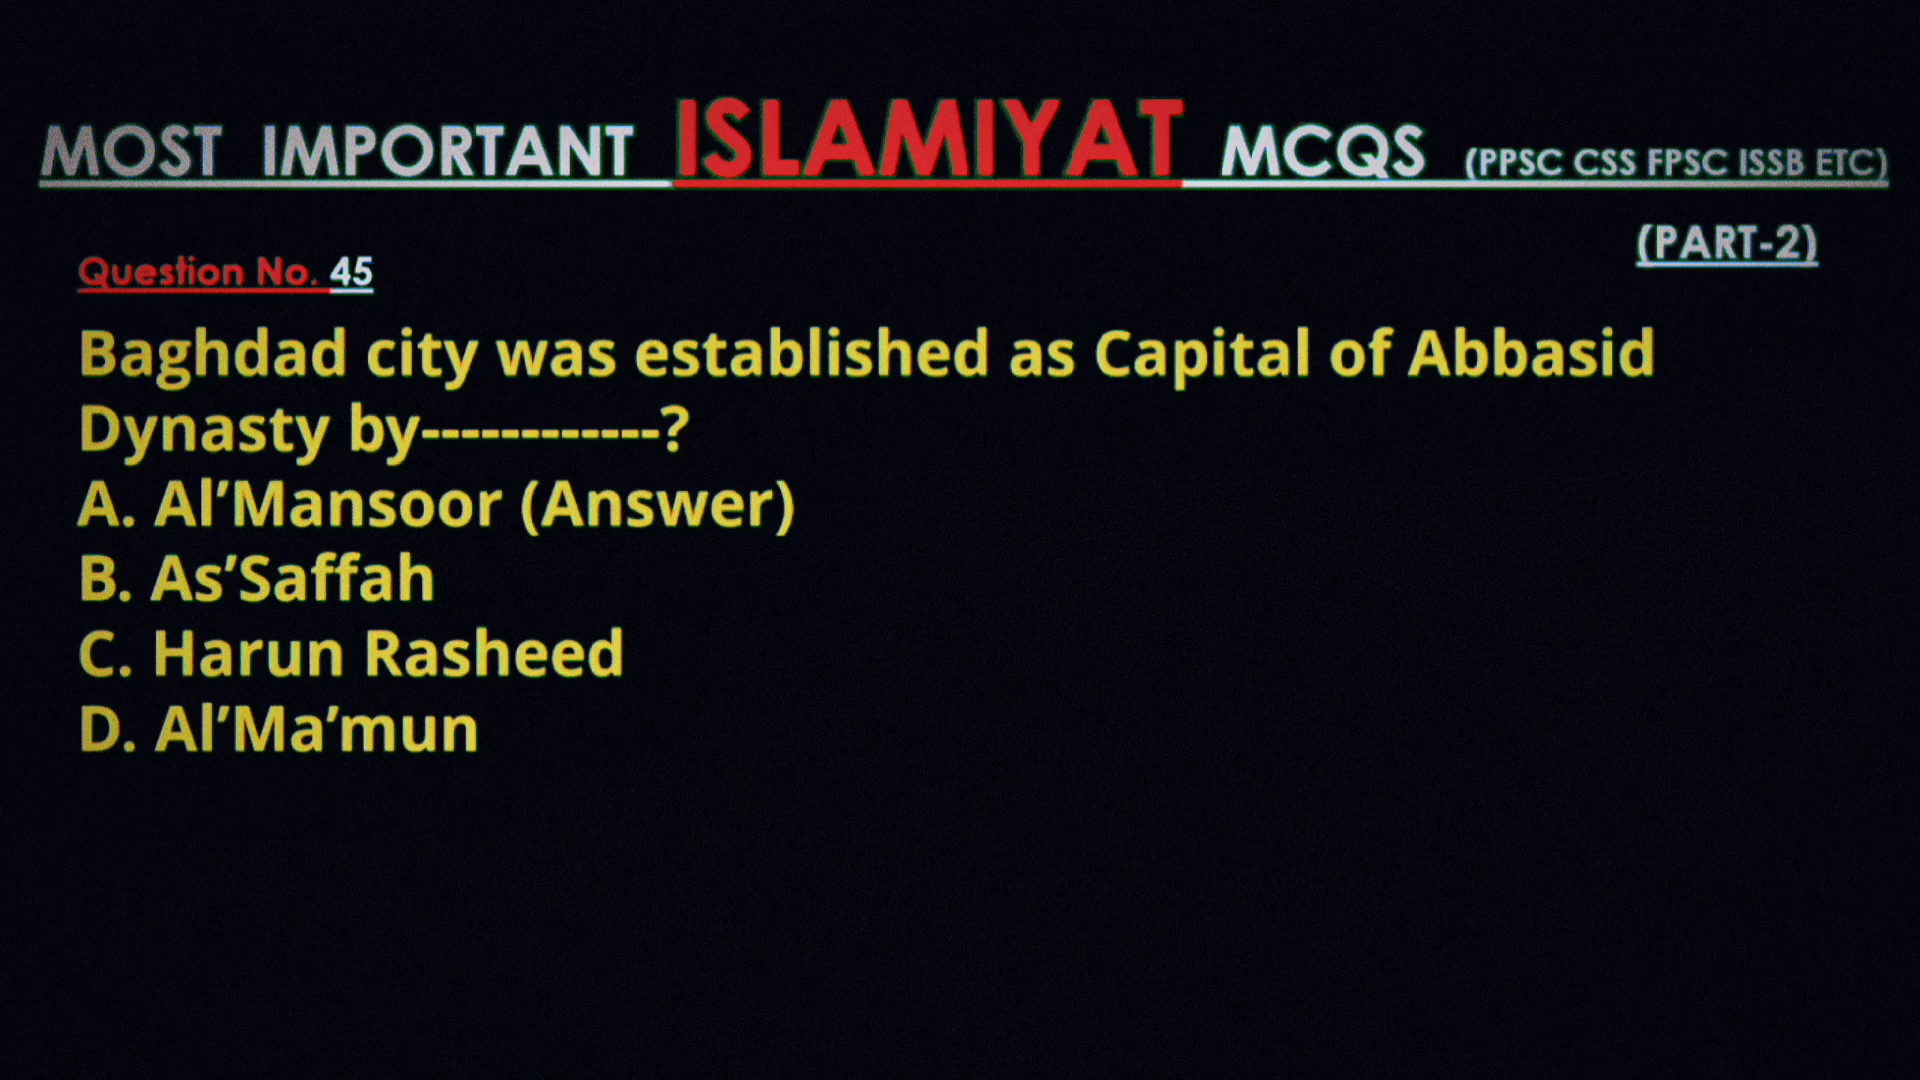 MOST IMPORTANT ISLAMIYAT MCQS (PPSC CSS FPSC ISSB ETC)
(PART-2)
Question No. 45
Baghdad city was established as Capital of Abbasid
Dynasty by------------?
A. Al’Mansoor (Answer)
B. As’Saffah
C. Harun Rasheed
D. Al’Ma’mun